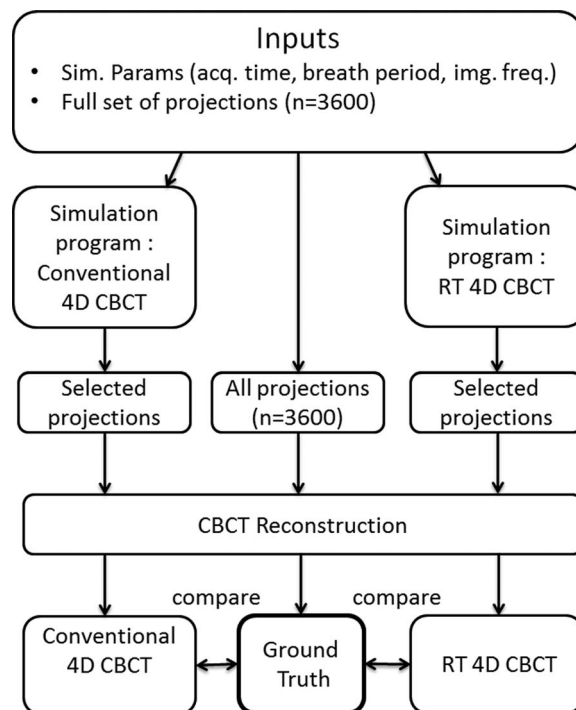 Inputs
• Sim. Params (acq. time, breath period, img. freq.)
• Full set of projections (n=3600)
Simulation
program :
Conventional
4D CBCT
Simulation
program :
RT 4D CBCT
Selected
projections
All projections
(n=3600)
Selected
projections
CBCT Reconstruction
compare
compare
Conventional
4D CBCT
Ground
Truth
RT 4D CBCT